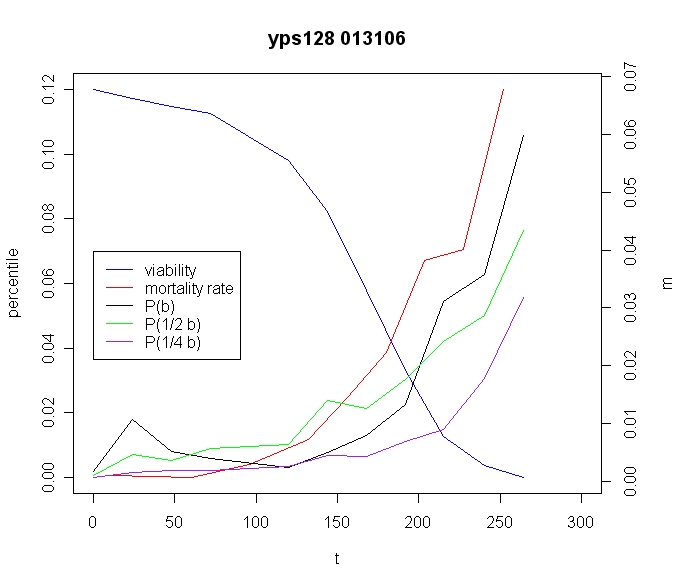 yps128 013106
percentile
0.00 0.02 0.04 0.06 0.08 0.10 0.12
viability
mortality rate
P(b)
P(1/2 b)
P(1/4 b)
0.00 0.01 0.02 0.03 0.04 0.05 0.06 0.07
m
0 50 100 150 200 250 300
t